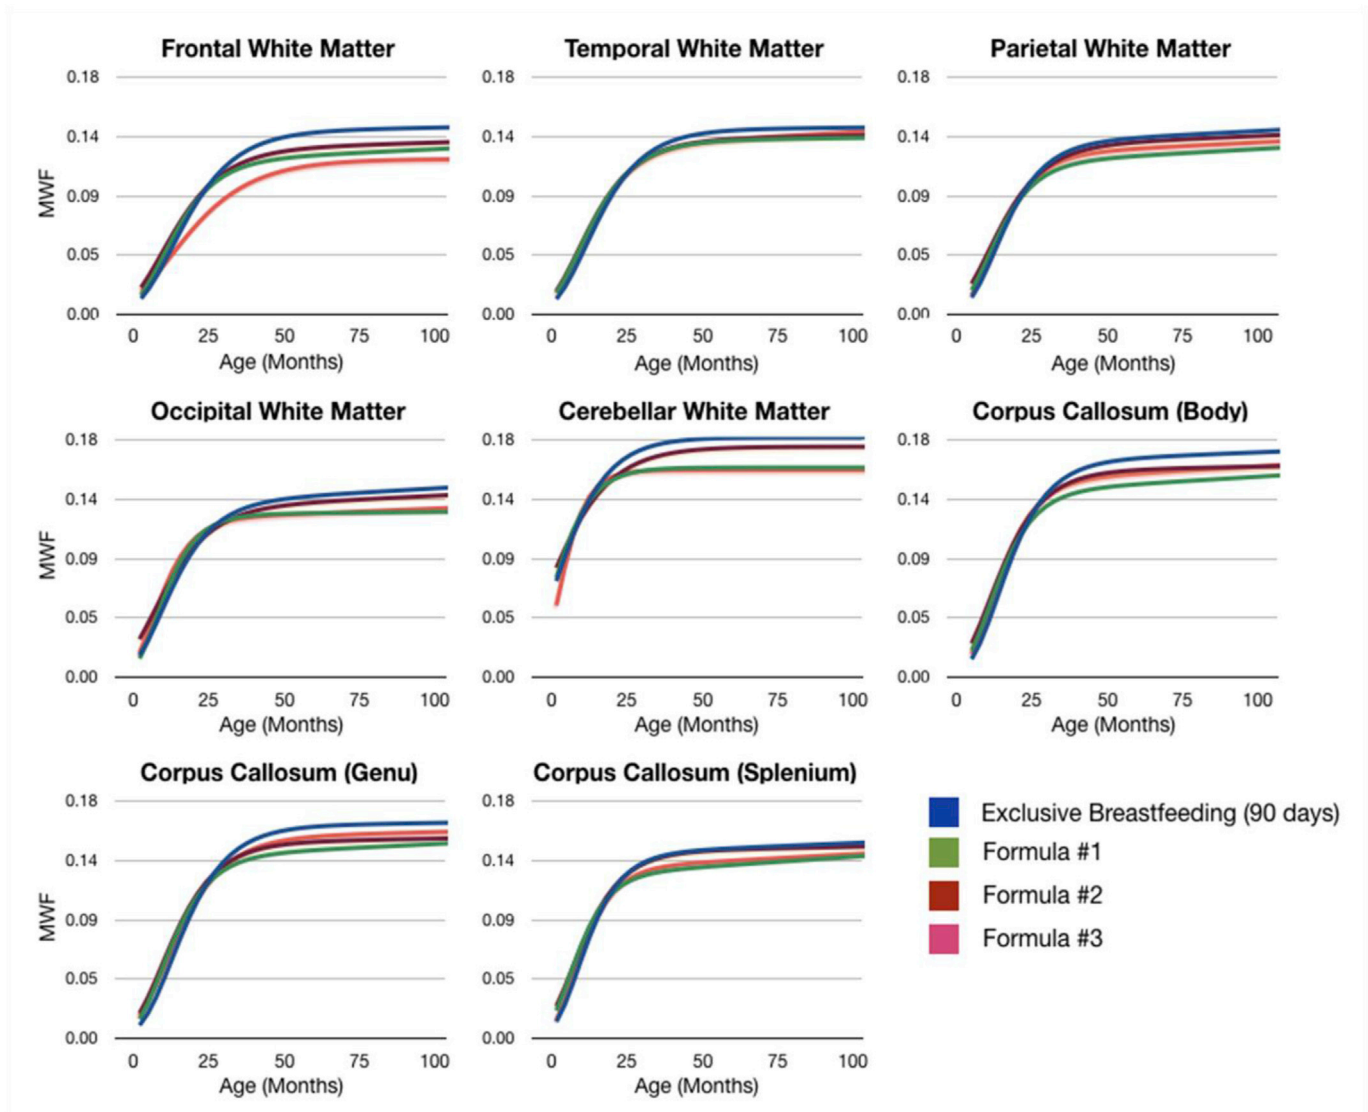 Frontal White Matter
Temporal White Matter
Parietal White Matter
0.18
0.14
0.09
0.05
0.00
MWF
0 25 50 75 100
Age (Months)
0.18
0.14
0.09
0.05
0.00
0 25 50 75 100
Age (Months)
0.18
0.14
0.09
0.05
0.00
0 25 50 75 100
Age (Months)
Occipital White Matter
Cerebellar White Matter
Corpus Callosum (Body)
0.18
0.14
0.09
0.05
0.00
MWF
0 25 50 75 100
Age (Months)
0.18
0.14
0.09
0.05
0.00
0 25 50 75 100
Age (Months)
0.18
0.14
0.09
0.05
0.00
0 25 50 75 100
Age (Months)
Corpus Callosum (Genu)
Corpus Callosum (Splenium)
0.18
0.14
0.09
0.05
0.00
MWF
0 25 50 75 100
Age (Months)
0.18
0.14
0.09
0.05
0.00
0 25 50 75 100
Age (Months)
Exclusive Breastfeeding (90 days)
Formula #1
Formula #2
Formula #3